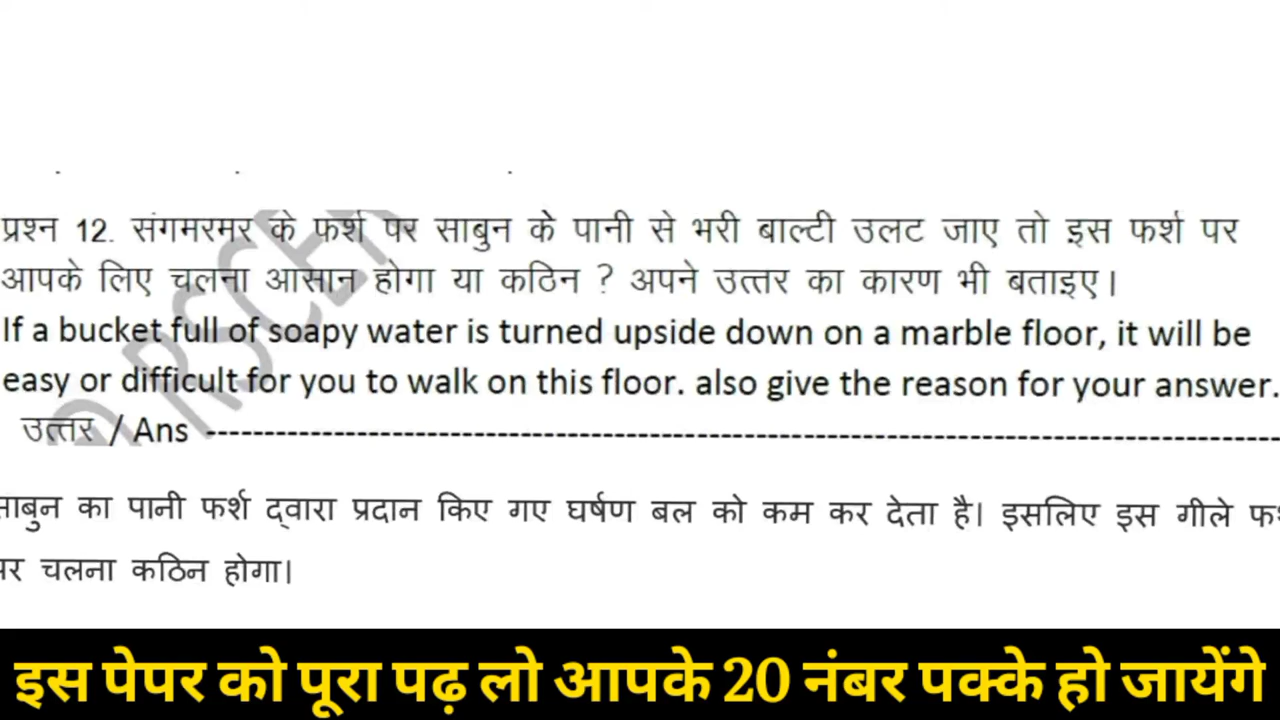 प्रश्न 12. संगमरमर के फर्श पर साबुन के पानी से भरी बाल्टी उलट जाए तो इस फर्श पर
आपके लिए चलना आसान होगा या कठिन ? अपने उत्तर का कारण भी बताइए।
If a bucket full of soapy water is turned upside down on a marble floor, it will be
easy or difficult for you to walk on this floor. also give the reason for your answer.
उत्तर / Ans ------------------------------------------------------------
साबुन का पानी फर्श द्वारा प्रदान किए गए घर्षण बल को कम कर देता है। इसलिए इस गीले
पर चलना कठिन होगा।
इस पेपर को पूरा पढ़ लो आपके 20 नंबर पक्के हो जायेंगे